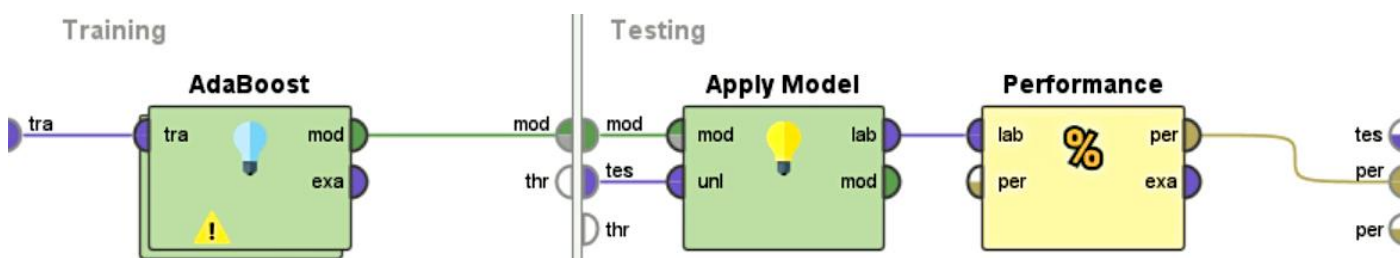 Training
Testing
AdaBoost
Apply Model
Performance
tra
tra
mod
mod
mod
mod
lab
lab
per
tes
exa
thr
tes
unl
mod
per
exa
per
thr
per